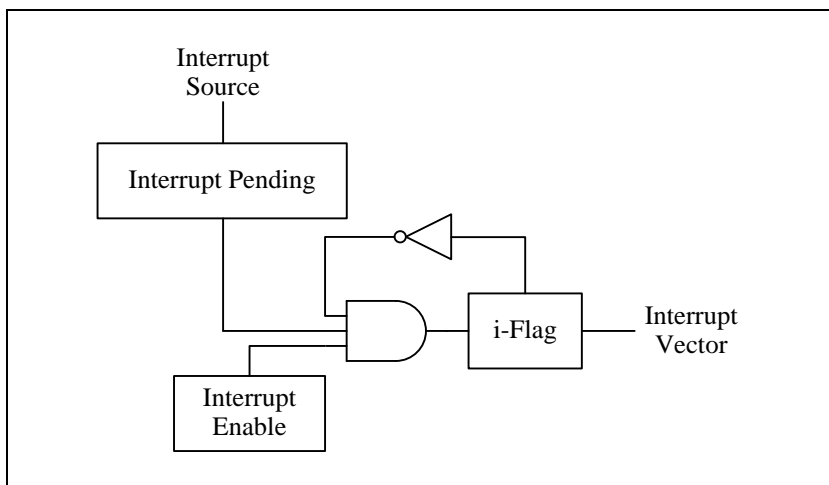 Interrupt
Source
Interrupt Pending
i-Flag
Interrupt
Vector
Interrupt
Enable